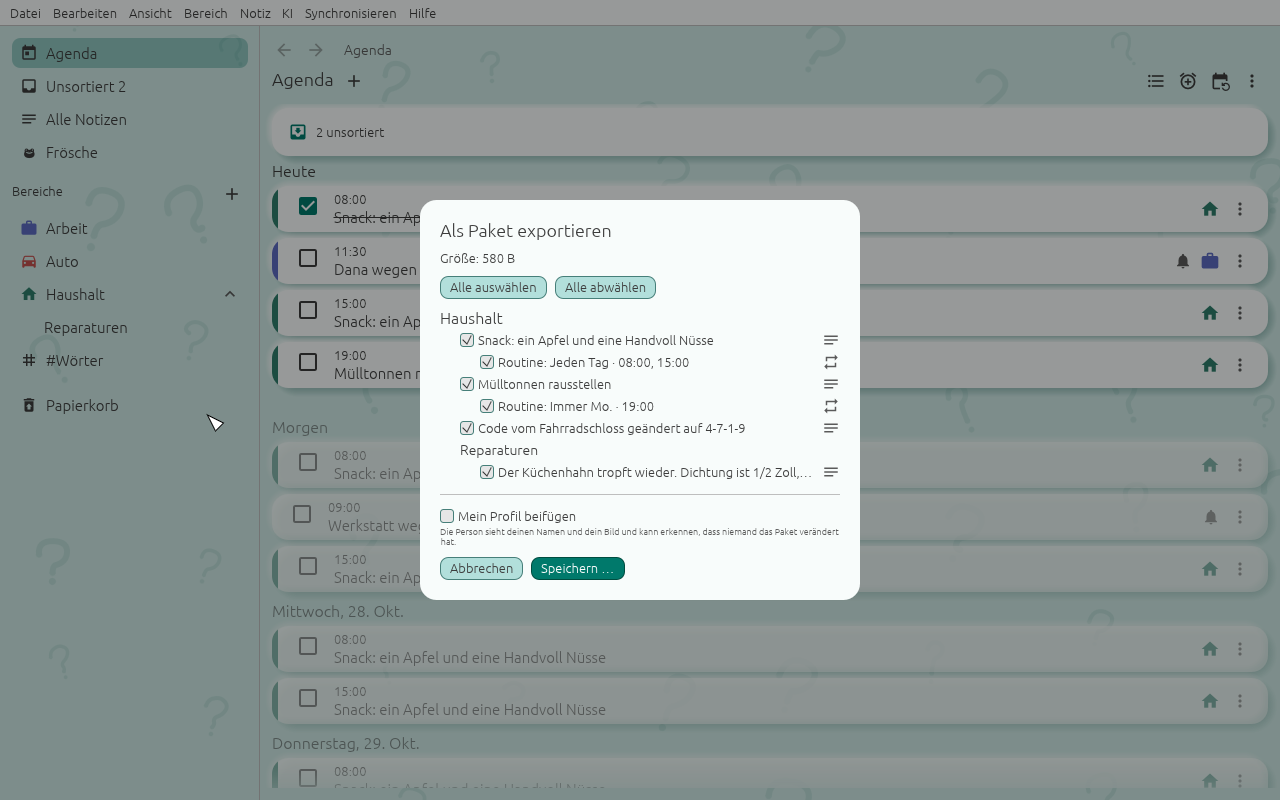 Datei Bearbeiten Ansicht Bereich Notiz KI Synchronisieren Hilfe
Agenda
Unsortiert 2
Alle Notizen
Frösche
Bereiche
Arbeit
Auto
Haushalt
Reparaturen
#Wörter
Papierkorb
Agenda
Agenda
2 unsortiert
Heute
08:00
Snack: ein Ap
11:30
Dana wegen
15:00
Snack: ein Ap
19:00
Mülltonnen r
Morgen
08:00
Snack: ein Ap
09:00
Werkstatt we
15:00
Snack: ein Ap
Mittwoch, 28. Okt.
08:00
Snack: ein Apfel und eine Handvoll Nüsse
15:00
Snack: ein Apfel und eine Handvoll Nüsse
Donnerstag, 29. Okt.
08:00
Snack: ein Apfel und eine Handvoll Nüsse
Als Paket exportieren
Größe: 580 B
Alle auswählen Alle abwählen
Haushalt
Snack: ein Apfel und eine Handvoll Nüsse
Routine: Jeden Tag · 08:00, 15:00
Mülltonnen rausstellen
Routine: Immer Mo. · 19:00
Code vom Fahrradschloss geändert auf 4-7-1-9
Reparaturen
Der Küchenhahn tropft wieder. Dichtung ist 1/2 Zoll,…
Mein Profil beifügen
Die Person sieht deinen Namen und dein Bild und kann erkennen, dass niemand das Paket verändert
hat.
Abbrechen Speichern …